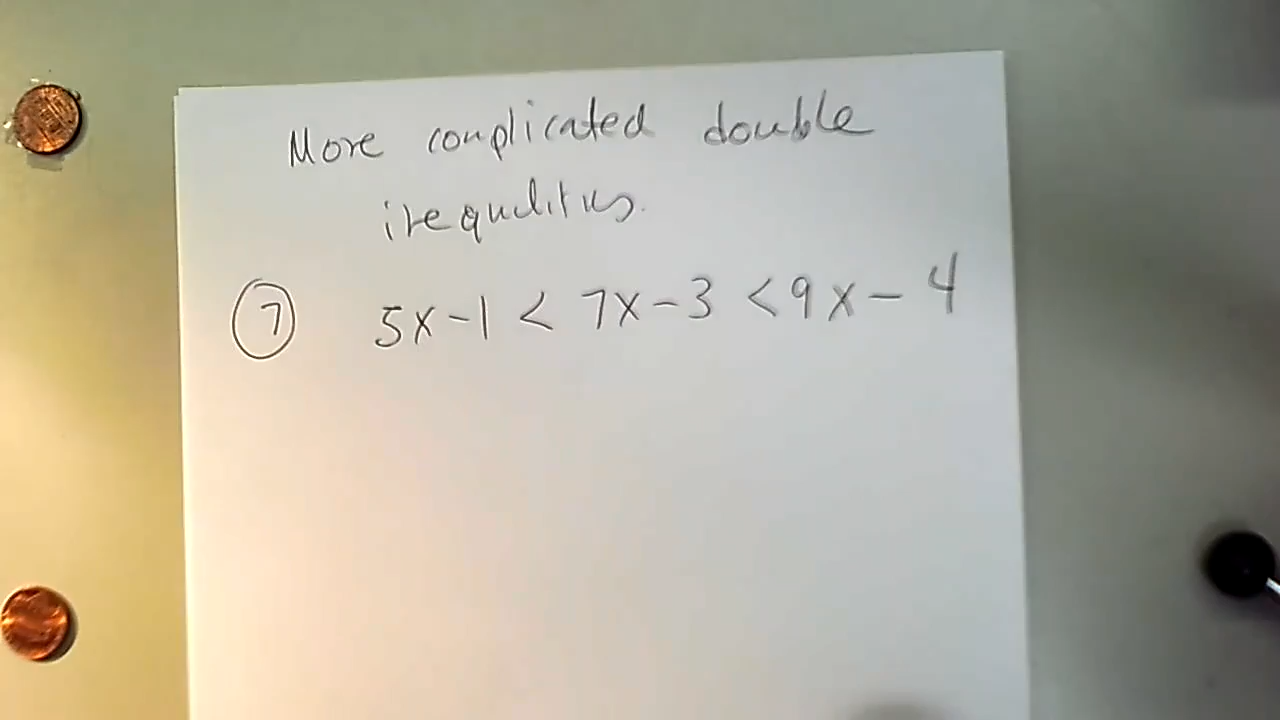 More complicated double
inequalities.
7 5x-1 < 7x-3 < 9x-4